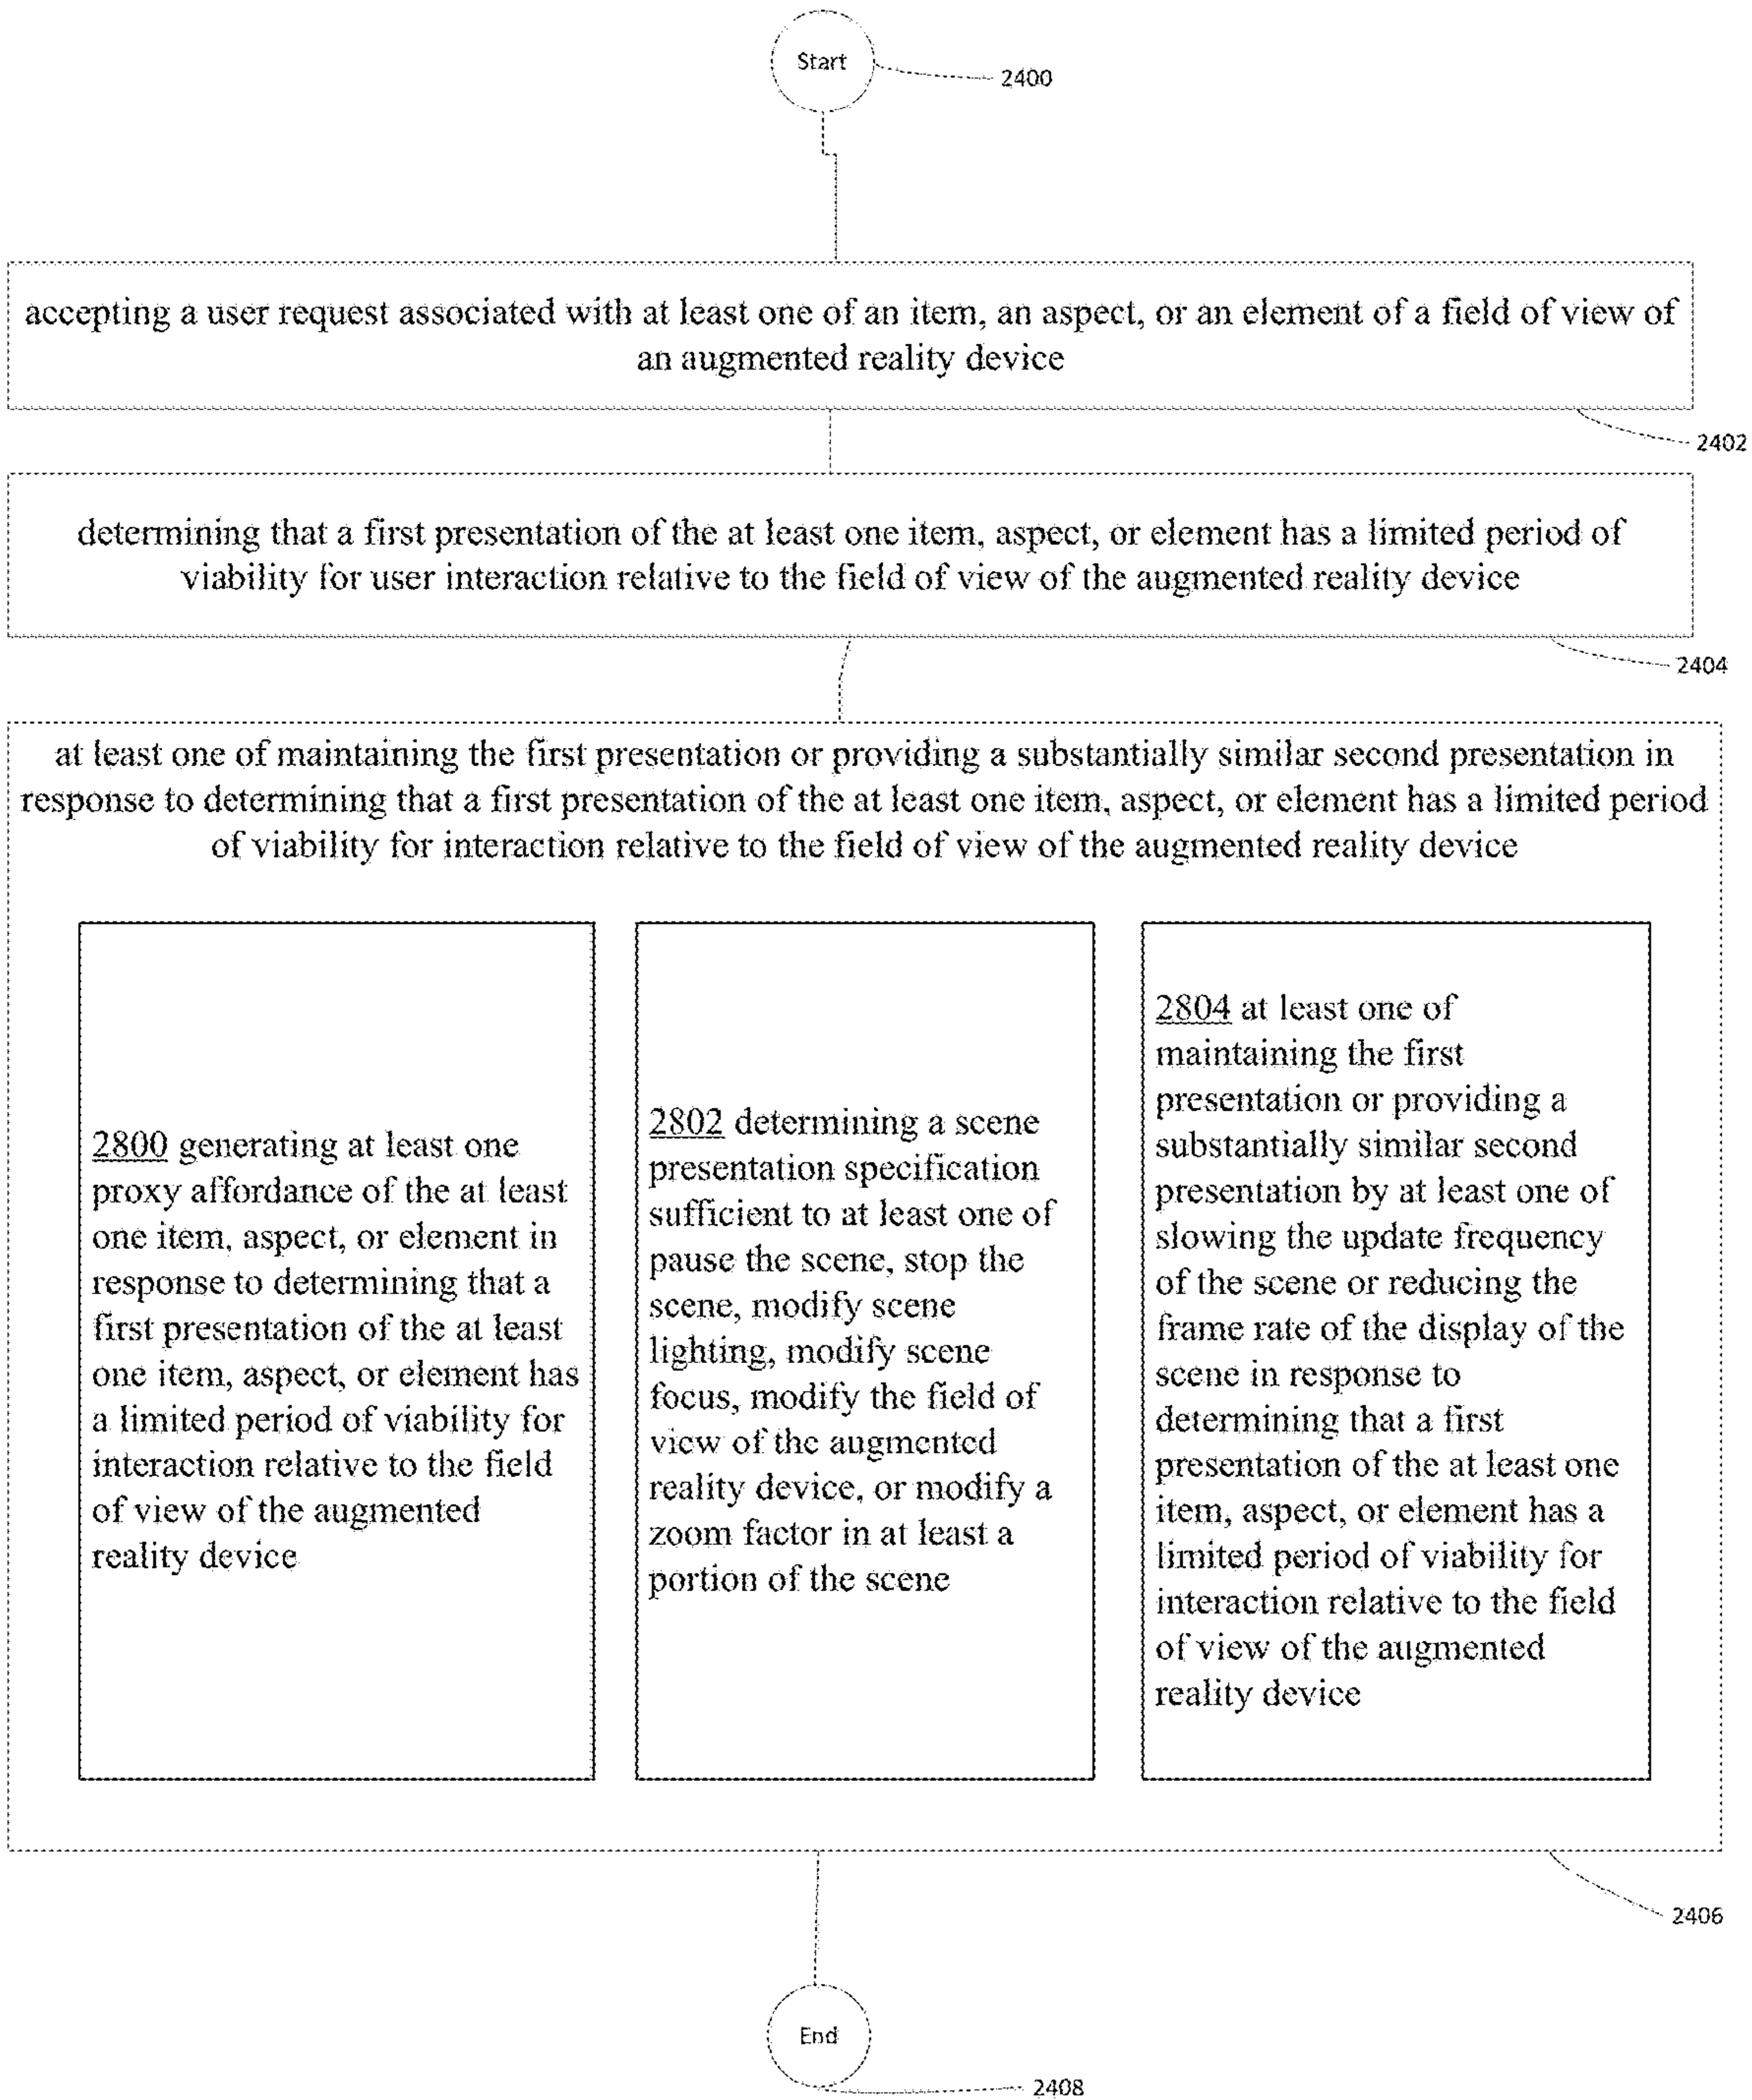 Start
2400
accepting a user request associated with at least one of an item, an aspect, or an element of a field of view of
an augmented reality device
2402
determining that a first presentation of the at least one item, aspect, or element has a limited period of
viability for user interaction relative to the field of view of the augmented reality device
2404
at least one of maintaining the first presentation or providing a substantially similar second presentation in
response to determining that a first presentation of the at least one item, aspect, or element has a limited period
of viability for interaction relative to the field of view of the augmented reality device
2800 generating at least one
proxy affordance of the at least
one item, aspect, or element in
response to determining that a
first presentation of the at least
one item, aspect, or element has
a limited period of viability for
interaction relative to the field
of view of the augmented
reality device
2802 determining a scene
presentation specification
sufficient to at least one of
pause the scene, stop the
scene, modify scene
lighting, modify scene
focus, modify the field of
view of the augmented
reality device, or modify a
zoom factor in at least a
portion of the scene
2804 at least one of
maintaining the first
presentation or providing a
substantially similar second
presentation by at least one of
slowing the update frequency
of the scene or reducing the
frame rate of the display of the
scene in response to
determining that a first
presentation of the at least one
item, aspect, or element has a
limited period of viability for
interaction relative to the field
of view of the augmented
reality device
2406
End
2408